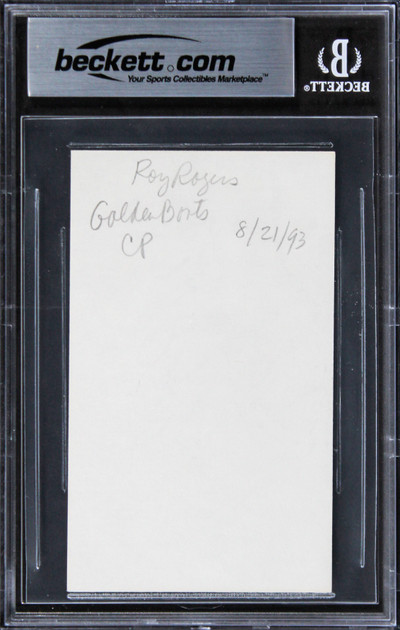 beckett.com
Your Sports Collectibles Marketplace™
B
BECKETT®
Roy Rogers
Golden Boots
CP 8/21/93